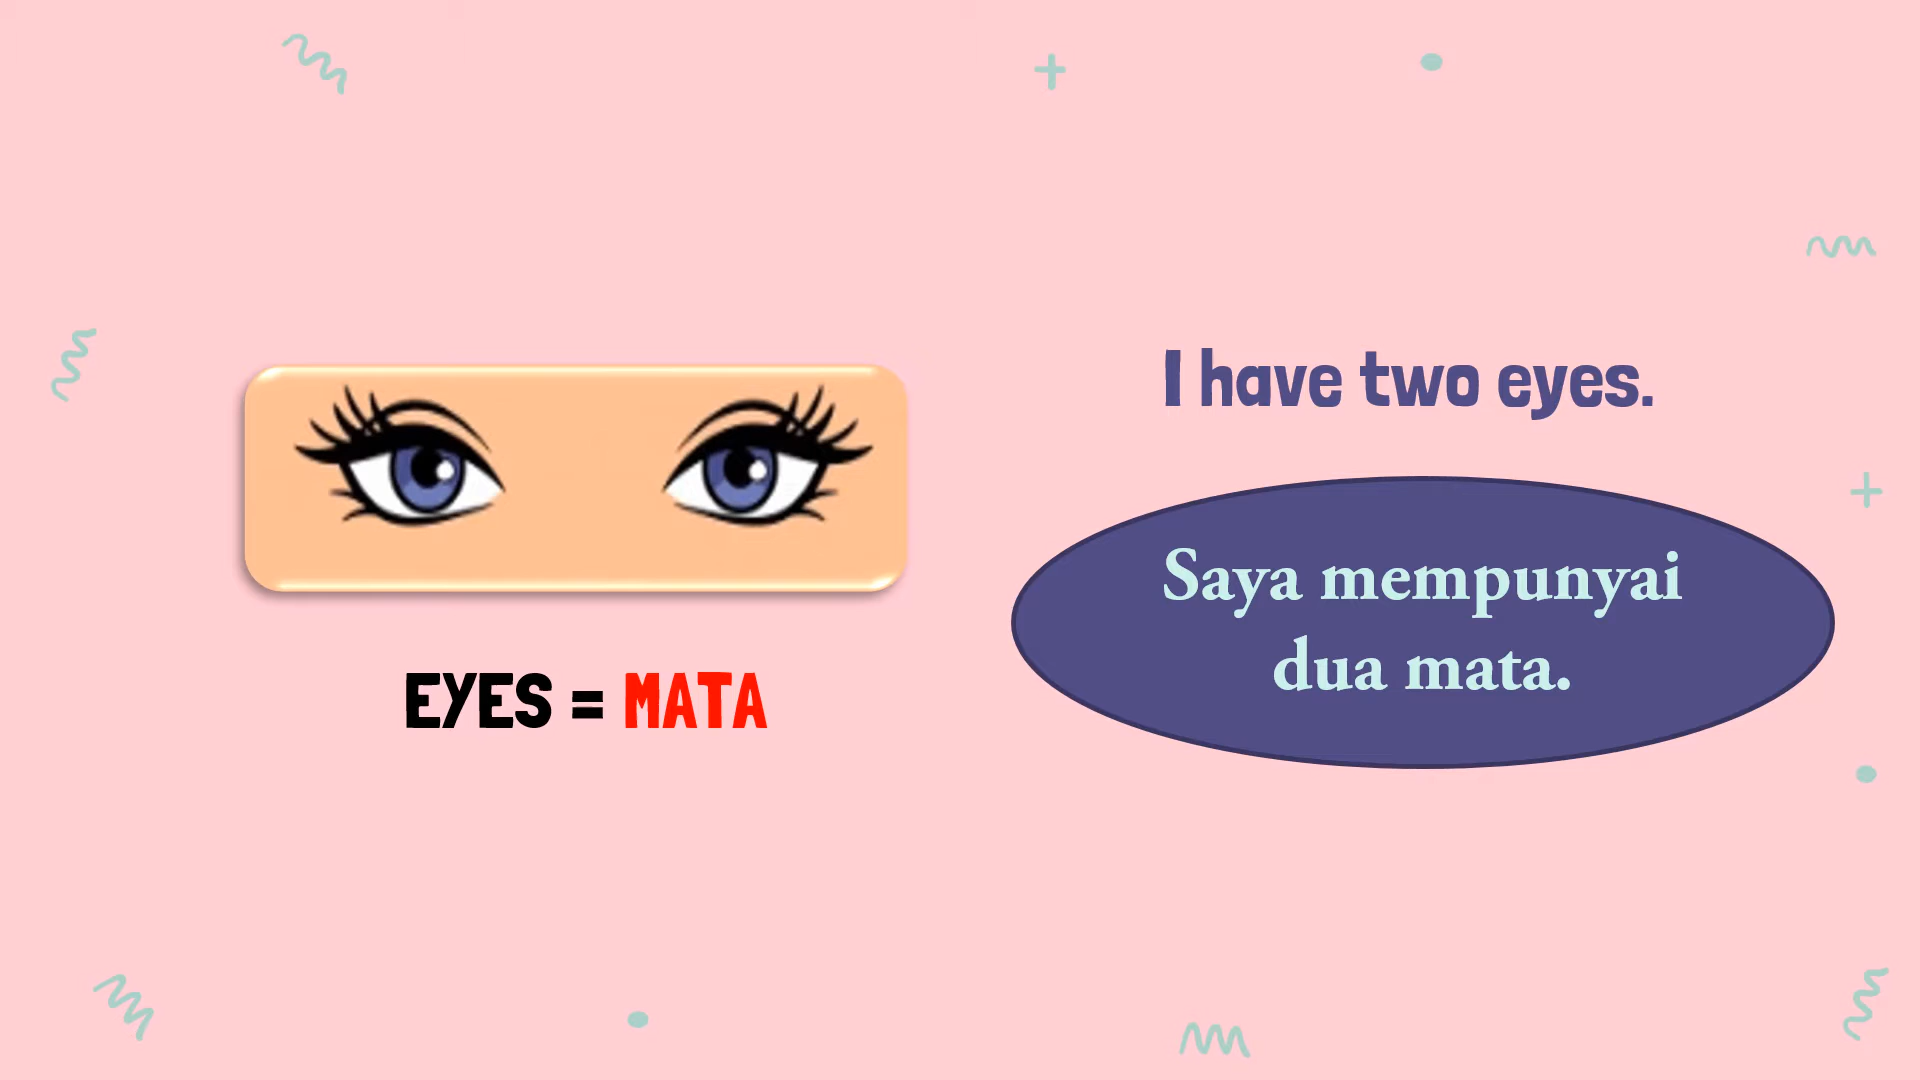 EYES = MATA
I have two eyes.
Saya mempunyai
dua mata.